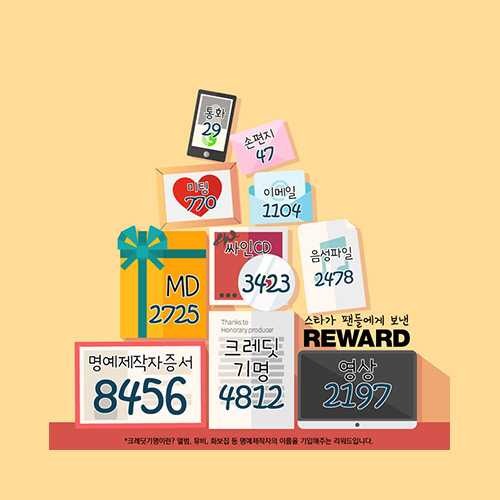 통화
29
손편지
47
미팅
770
이메일
1104
MD
2725
싸인CD
3423
음성파일
2478
스타가 팬들에게 보낸
REWARD
명예제작자증서
8456
Thanks to
Honorary producer
크레딧
기명
4812
영상
2197
*크레딧기명이란? 앨범, 뮤비, 화보집 등 명예제작자의 이름을 기입해주는 리워드입니다.